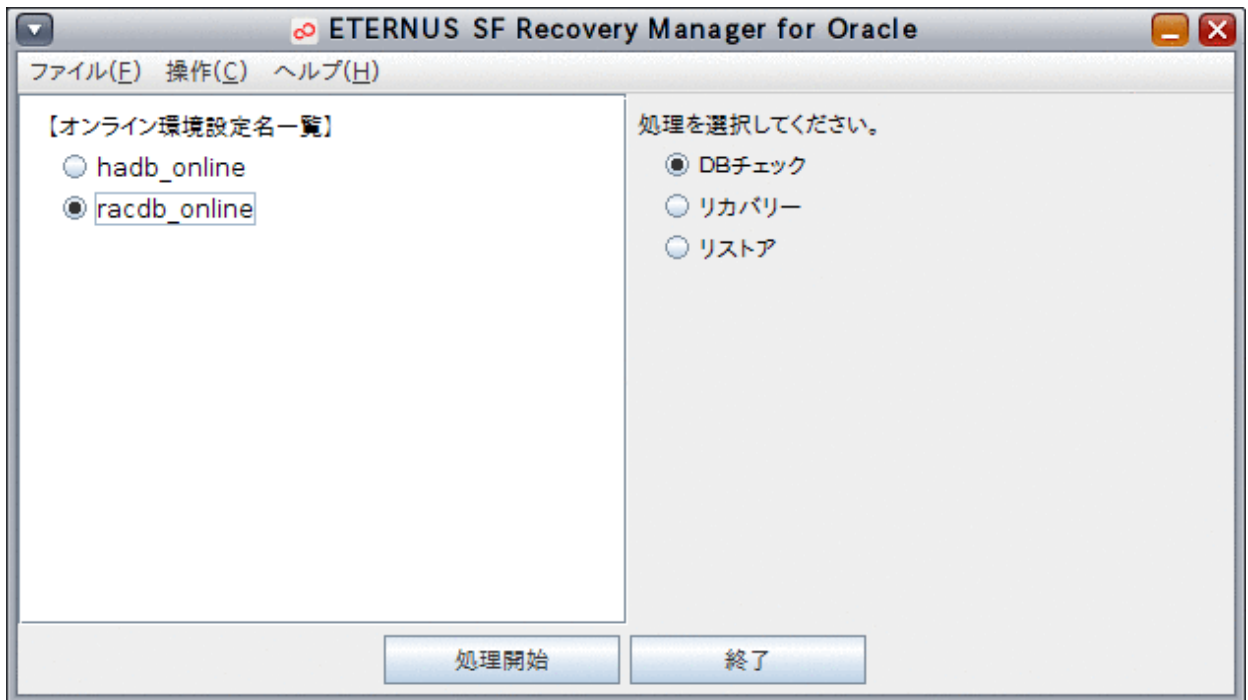 ETERNUS SF Recovery Manager for Oracle
ファイル(F) 操作(C) ヘルプ(H)
【オンライン環境設定名一覧】
hadb_online
racdb_online
処理を選択してください。
DBチェック
リカバリー
リストア
処理開始 終了